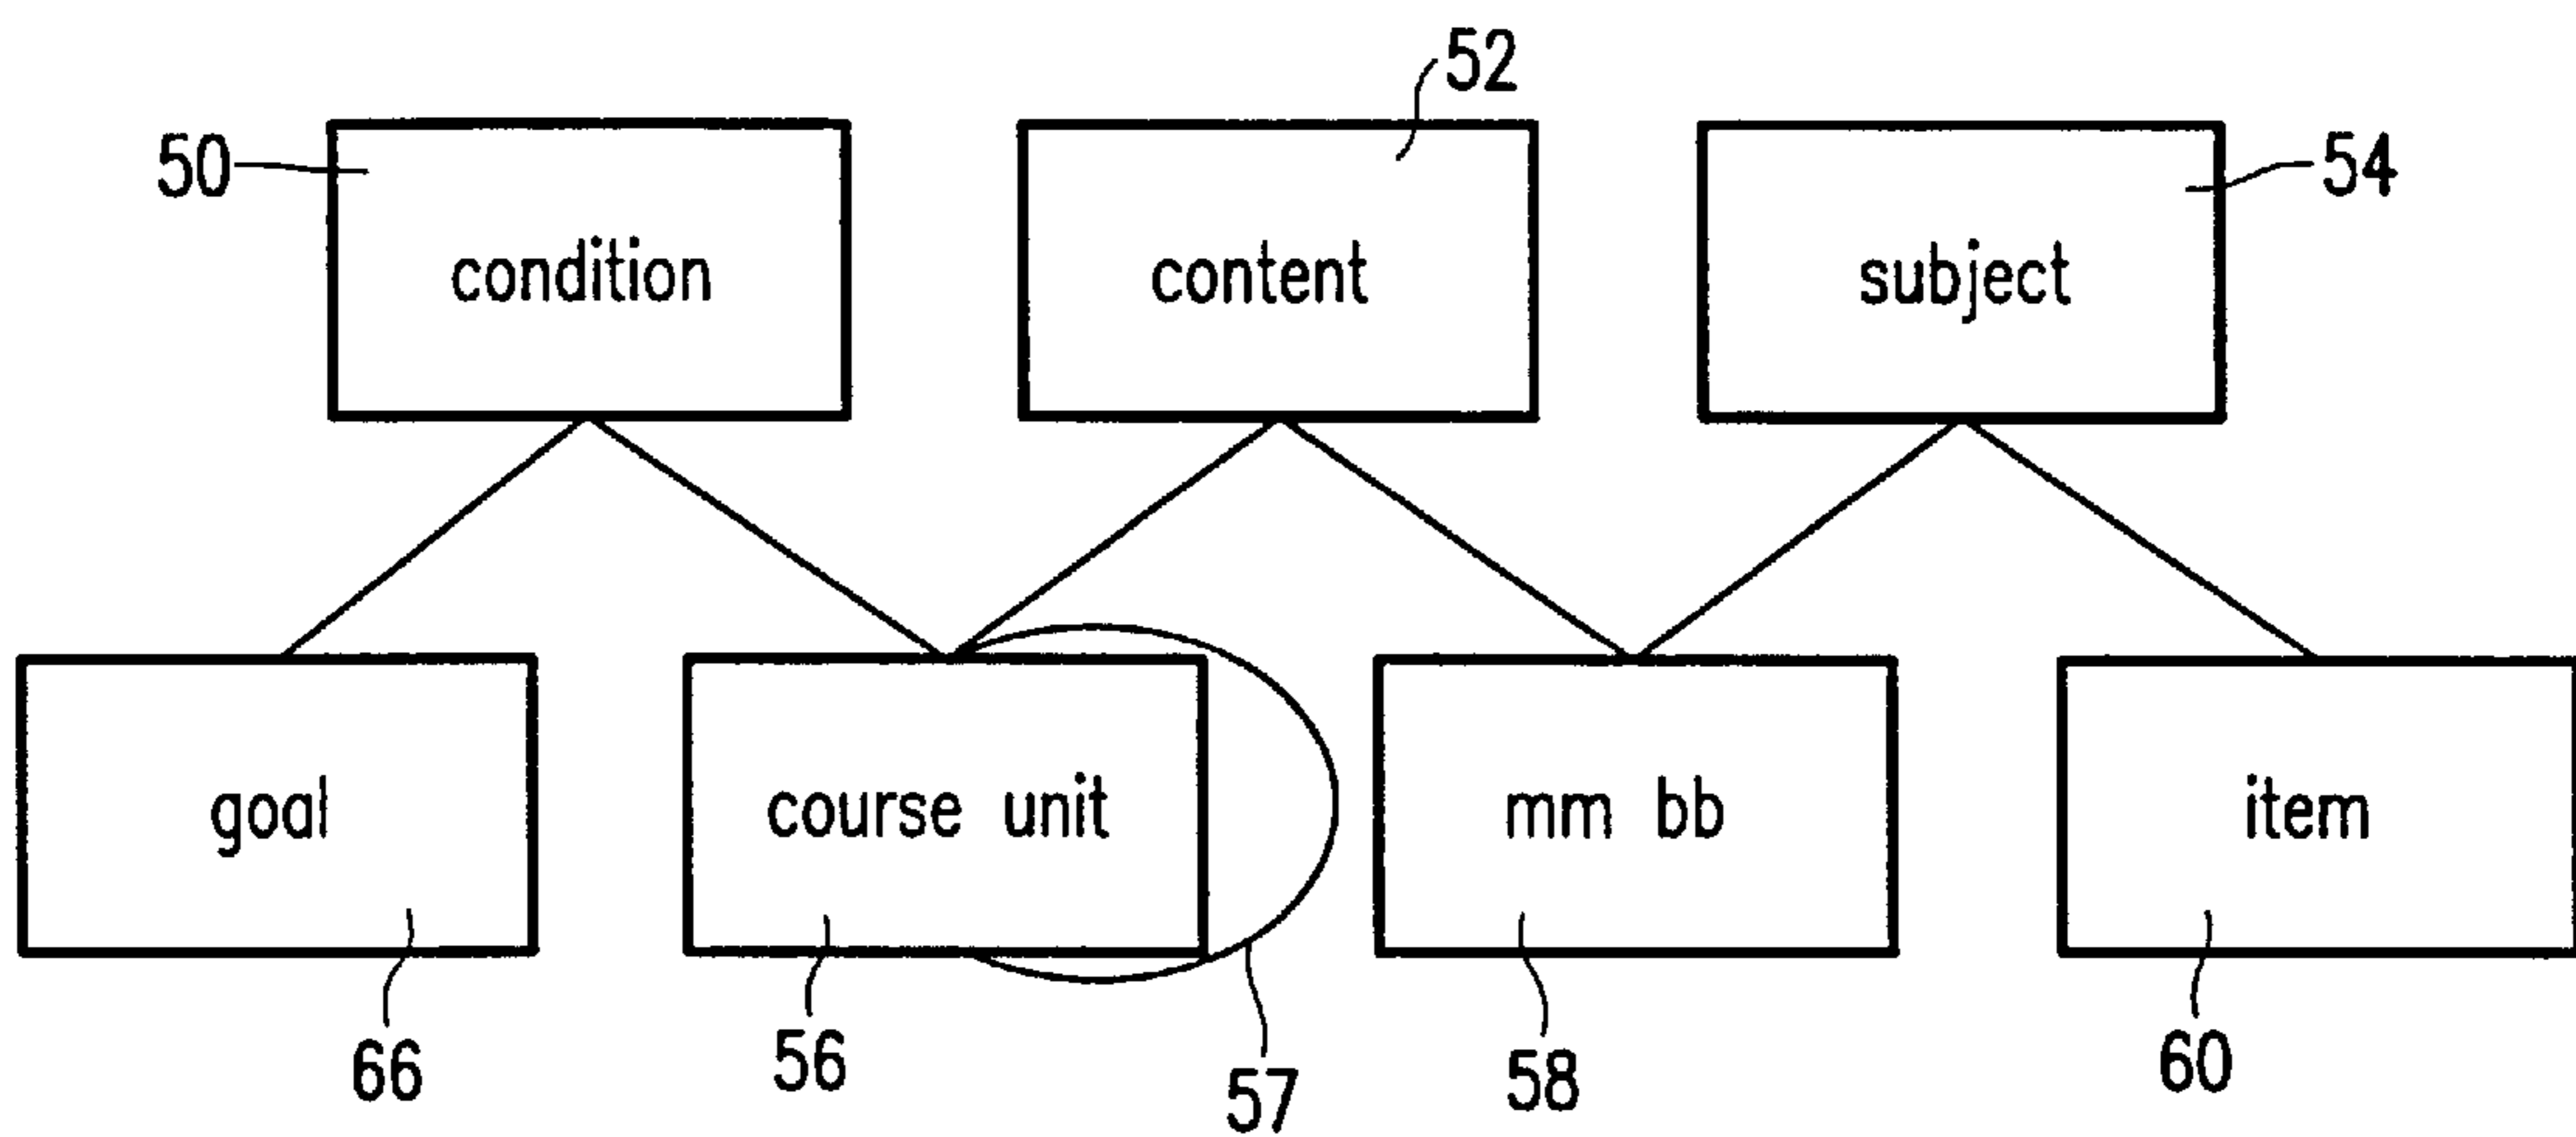 52
50
54
condition
content
subject
goal
course unit
mm bb
item
66
56
57
58
60